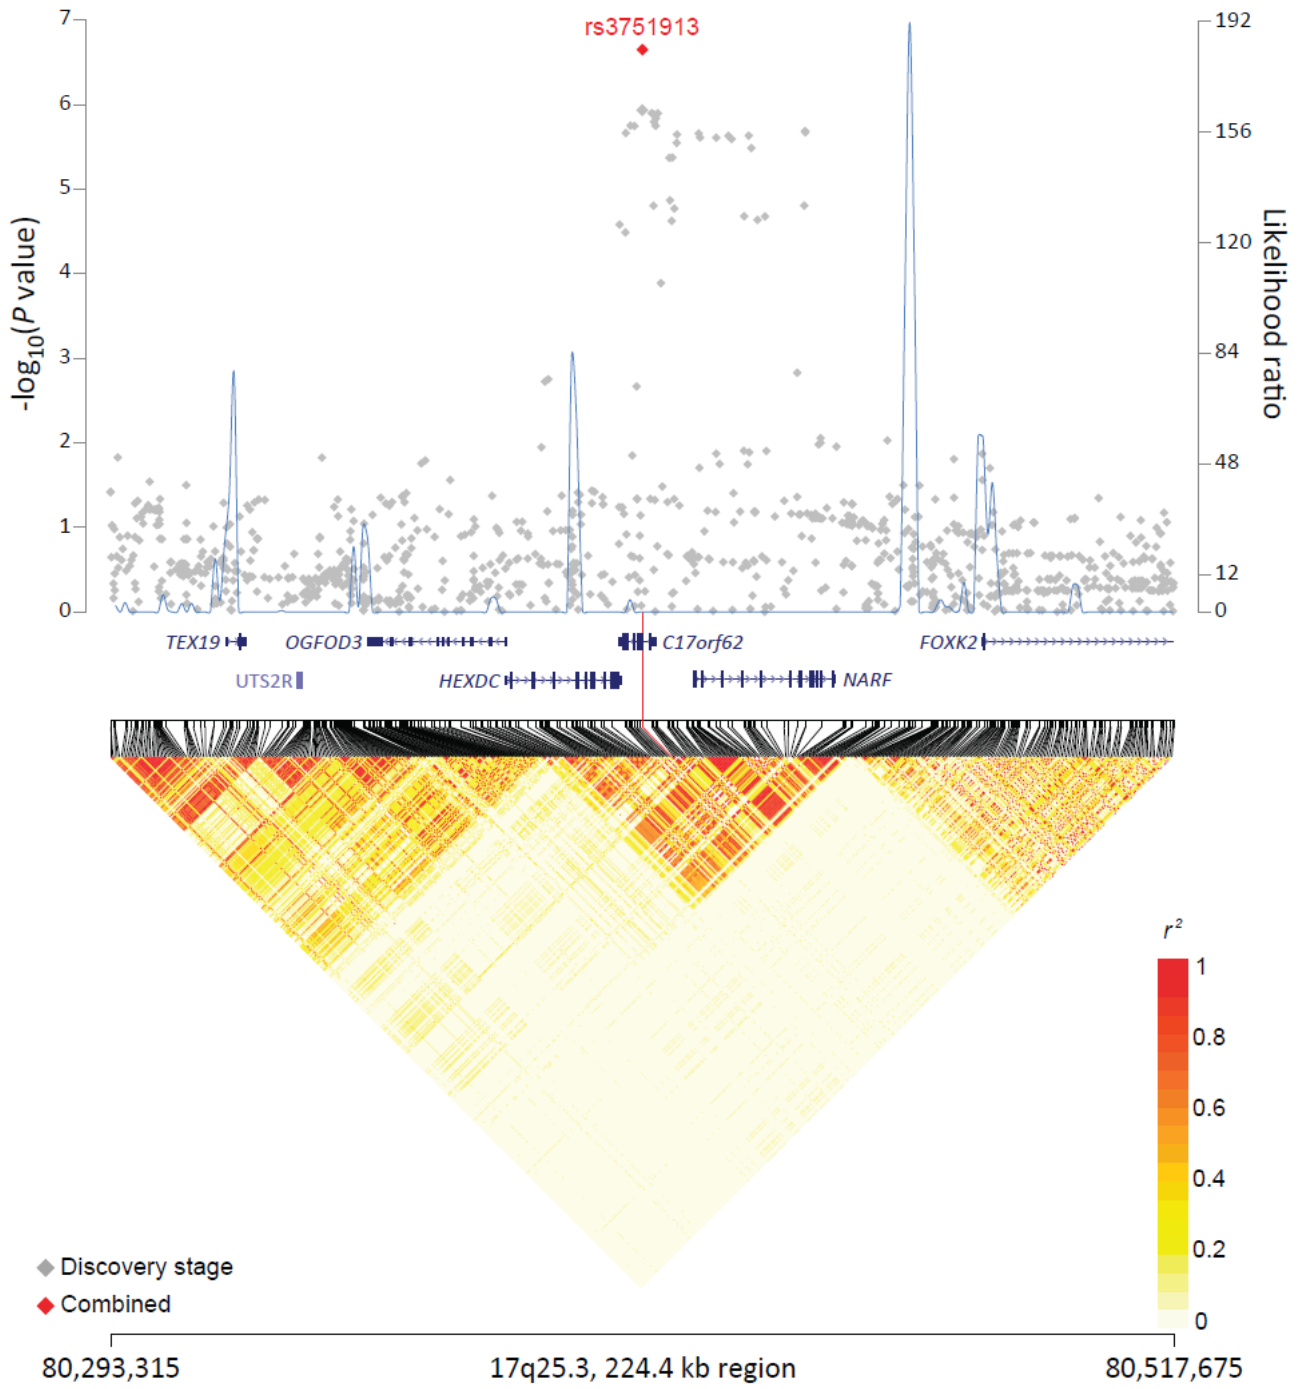 rs3751913
-log10(P value)
7
6
5
4
3
2
1
0
Likelihood ratio
192
156
120
84
48
12
0
TEX19
OGFOD3
C17orf62
FOXK2
UTS2R
HEXDC
NARF
r²
1
0.8
0.6
0.4
0.2
0
Discovery stage
Combined
80,293,315
17q25.3, 224.4 kb region
80,517,675